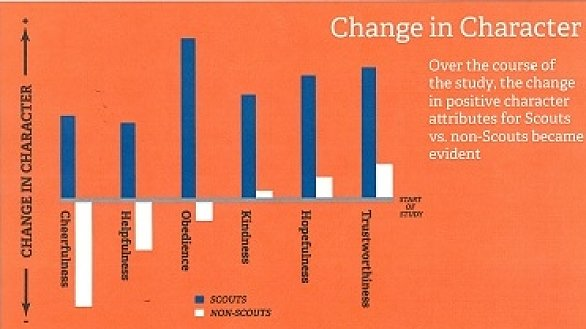 Change in Character
Over the course of
the study, the change
in positive character
attributes for Scouts
vs. non-Scouts became
evident
+
CHANGE IN CHARACTER
-
Cheerfulness
Helpfulness
Obedience
Kindness
Hopefulness
Trustworthiness
START
OF
STUDY
SCOUTS
NON-SCOUTS